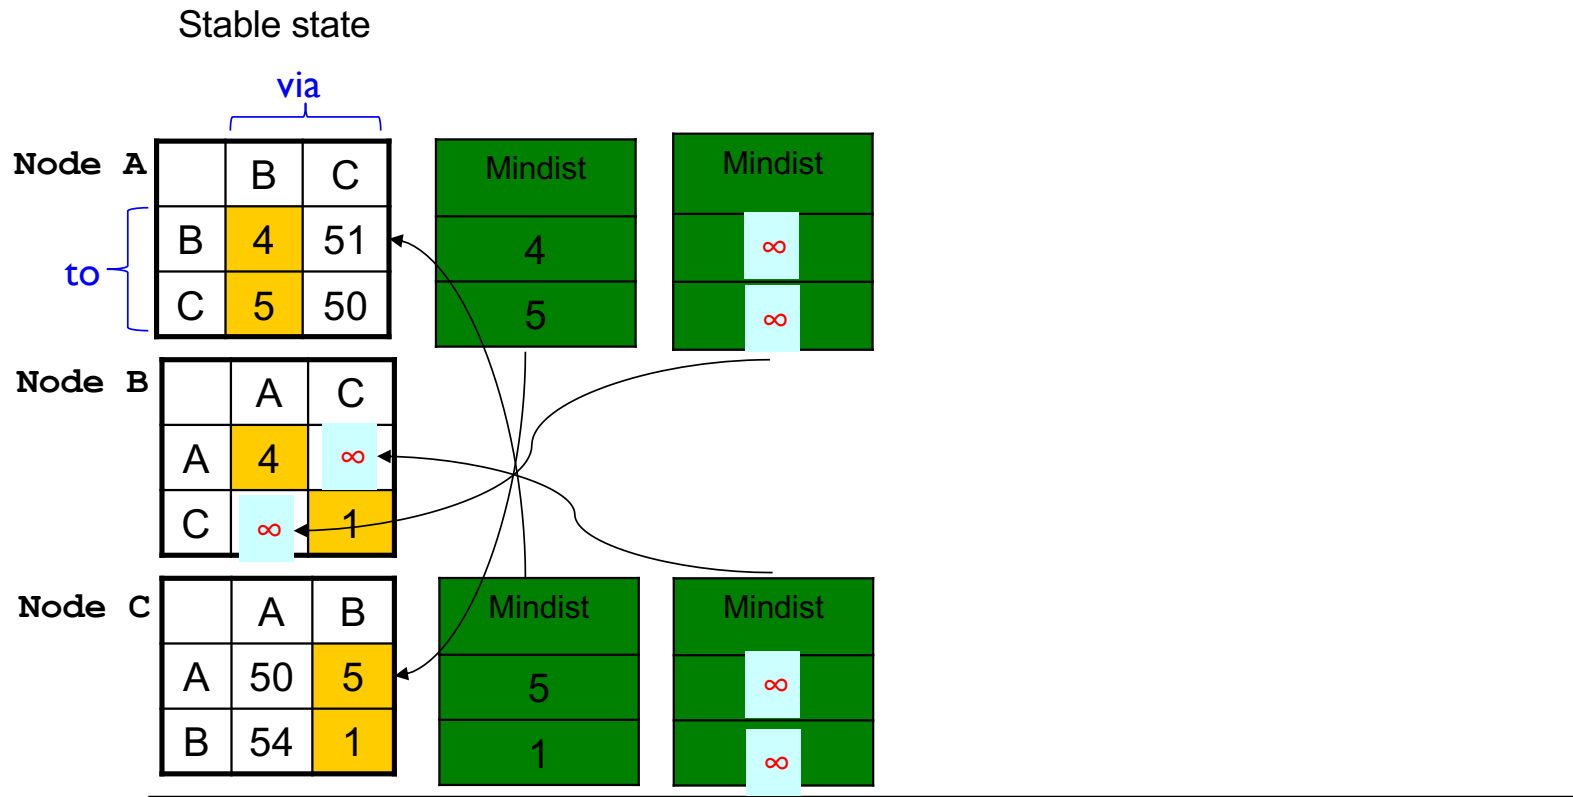 Stable state
via
Node A
B C
Mindist
Mindist
B 4 51
4
∞
to
C 5 50
5
∞
Node B
A C
A 4 ∞
C ∞ 1
Node C
A B
Mindist
Mindist
A 50 5
5
∞
B 54 1
1
∞